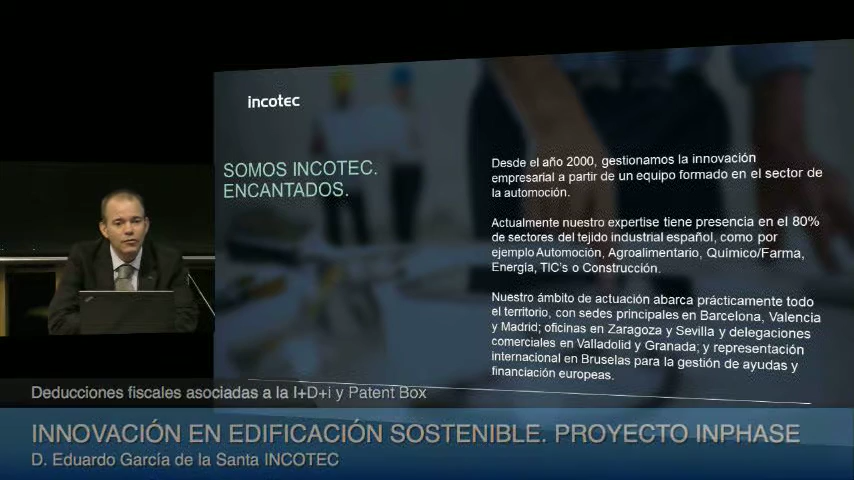 incotec
SOMOS INCOTEC.
ENCANTADOS.
Desde el año 2000, gestionamos la innovación
empresarial a partir de un equipo formado en el sector de
la automoción.
Actualmente nuestro expertise tiene presencia en el 80%
de sectores del tejido industrial español, como por
ejemplo Automoción, Agroalimentario, Químico/Farma,
Energía, TIC's o Construcción.
Nuestro ámbito de actuación abarca prácticamente todo
el territorio, con sedes principales en Barcelona, Valencia
y Madrid; oficinas en Zaragoza y Sevilla y delegaciones
comerciales en Valladolid y Granada; y representación
internacional en Bruselas para la gestión de ayudas y
financiación europeas.
Deducciones fiscales asociadas a la I+D+i y Patent Box
INNOVACIÓN EN EDIFICACIÓN SOSTENIBLE. PROYECTO INPHASE
D. Eduardo García de la Santa INCOTEC